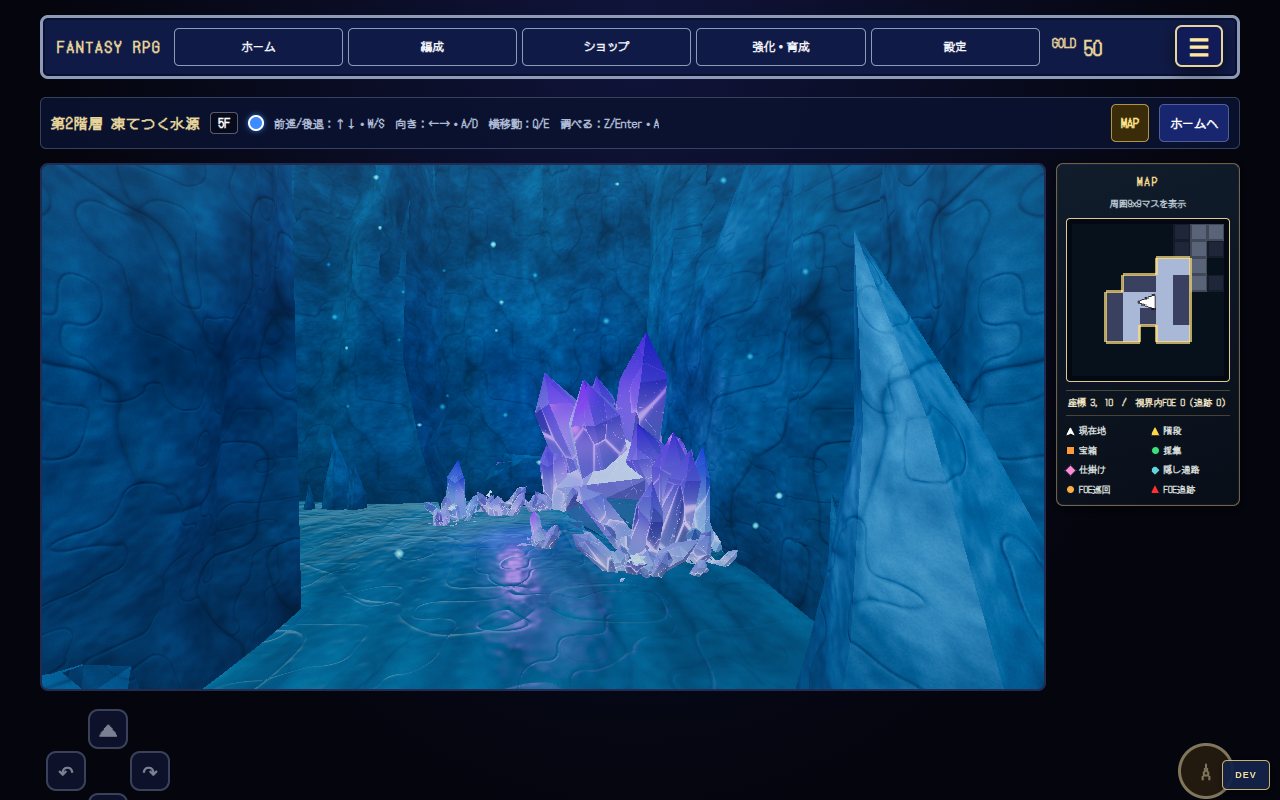 FANTASY RPG
ホーム
編成
ショップ
強化・育成
設定
GOLD 50
第2階層 凍てつく水源
5F
前進/後退：↑↓・W/S 向き：←→・A/D 横移動：Q/E 調べる：Z/Enter・A
MAP
ホームへ
MAP
周囲9x9マスを表示
座標 3, 10 / 視界内FOE 0 (追跡 0)
現在地
階段
宝箱
採集
仕掛け
隠し通路
FOE巡回
FOE追跡
A
DEV